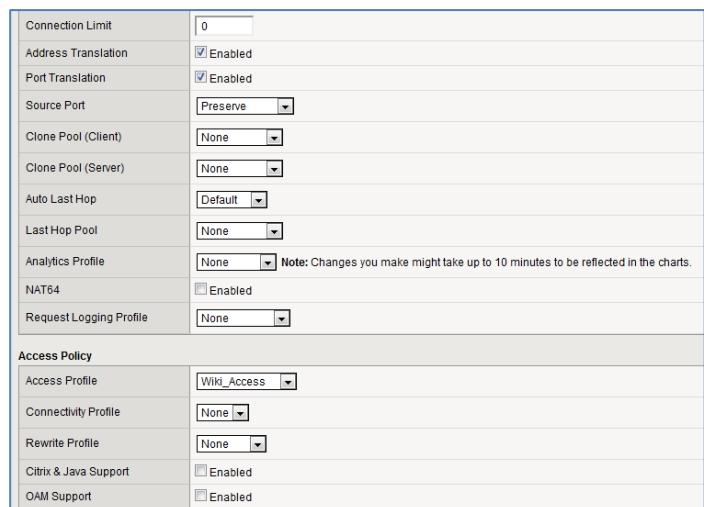 Connection Limit 0
Address Translation Enabled
Port Translation Enabled
Source Port Preserve
Clone Pool (Client) None
Clone Pool (Server) None
Auto Last Hop Default
Last Hop Pool None
Analytics Profile None Note: Changes you make might take up to 10 minutes to be reflected in the charts.
NAT64 Enabled
Request Logging Profile None
Access Policy
Access Profile Wiki_Access
Connectivity Profile None
Rewrite Profile None
Citrix & Java Support Enabled
OAM Support Enabled